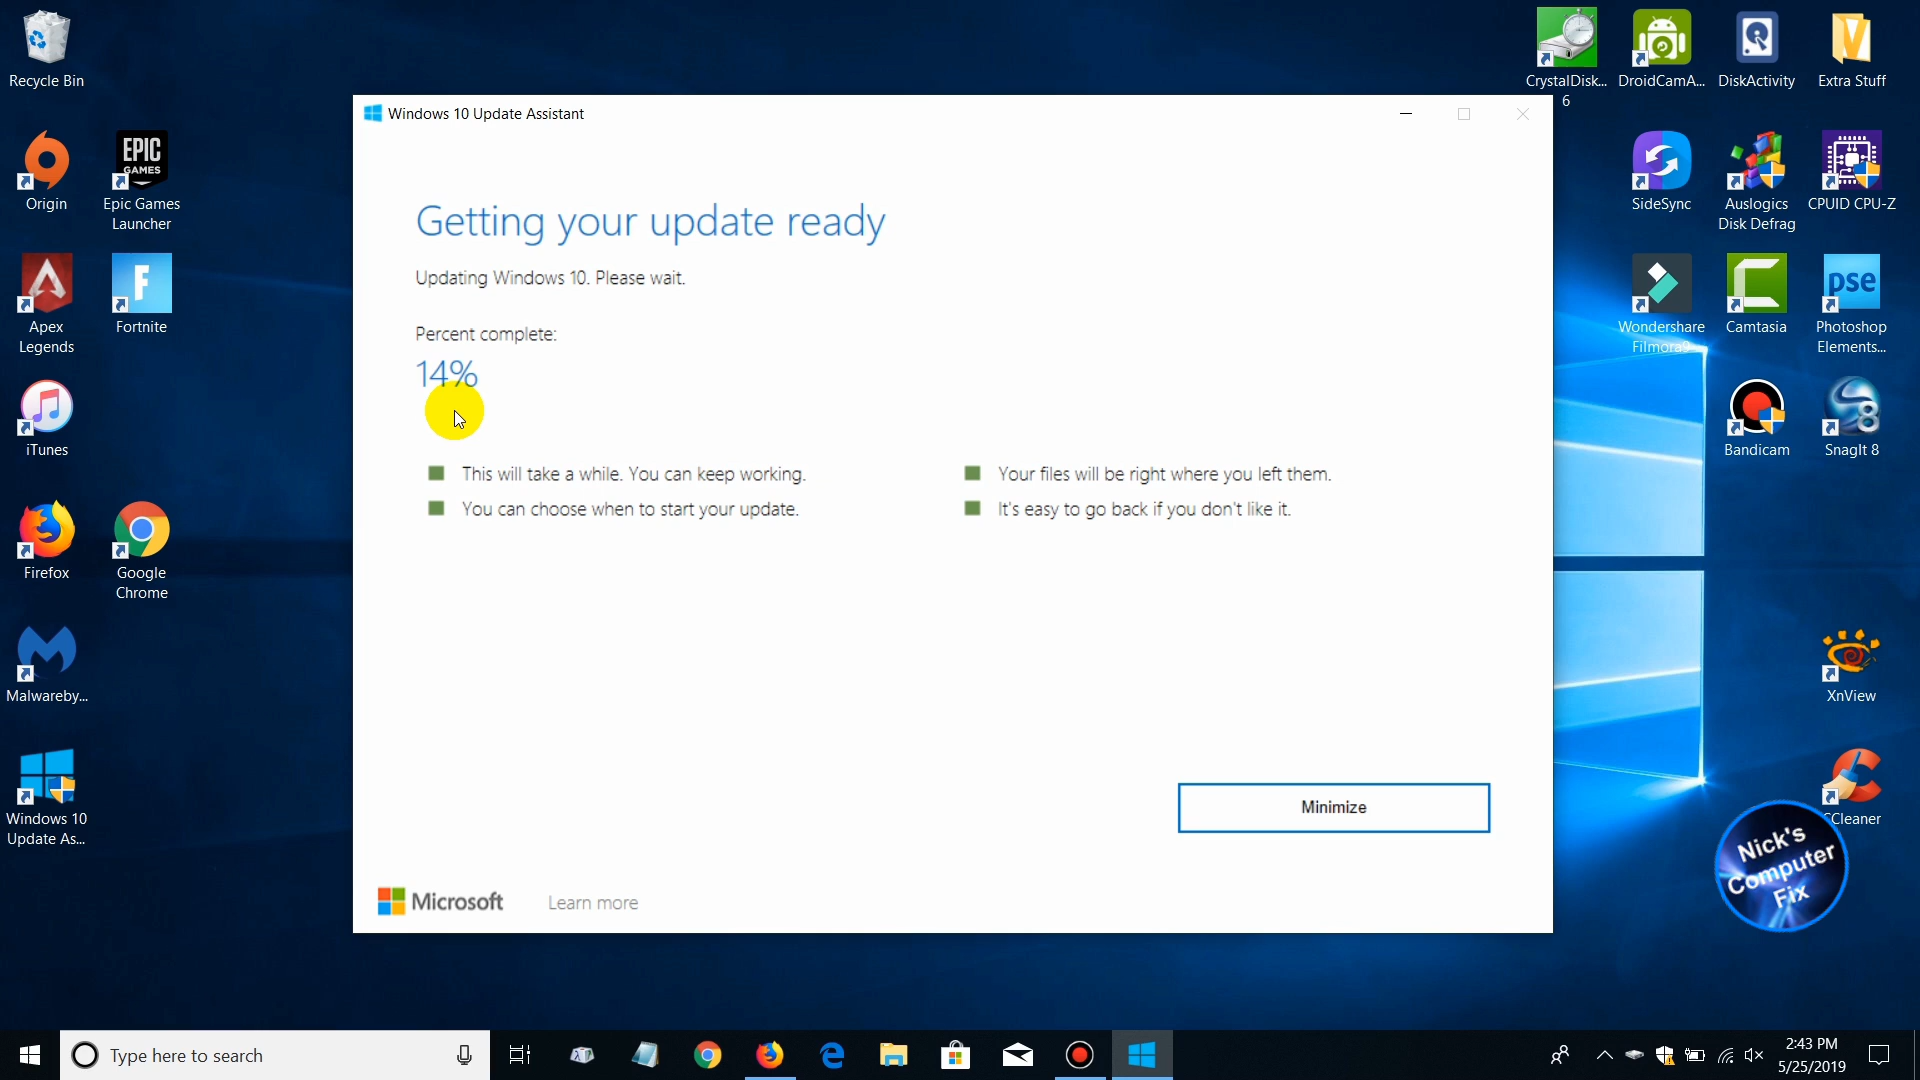 Recycle Bin
CrystalDisk...
6
DroidCamA...
DiskActivity
Extra Stuff
Windows 10 Update Assistant
EPIC
GAMES
Origin
Epic Games
Launcher
SideSync
Auslogics
Disk Defrag
CPUID CPU-Z
Getting your update ready
Updating Windows 10. Please wait.
Percent complete:
14%
F
Apex
Legends
Fortnite
pse
Wondershare
Filmora9
Camtasia
Photoshop
Elements...
iTunes
Bandicam
8
SnagIt 8
This will take a while. You can keep working.
You can choose when to start your update.
Your files will be right where you left them.
It's easy to go back if you don't like it.
Firefox
Google
Chrome
Malwareby...
XnView
Windows 10
Update As...
Minimize
CCleaner
Nick's
Computer
Fix
Microsoft
Learn more
Type here to search
2:43 PM
5/25/2019